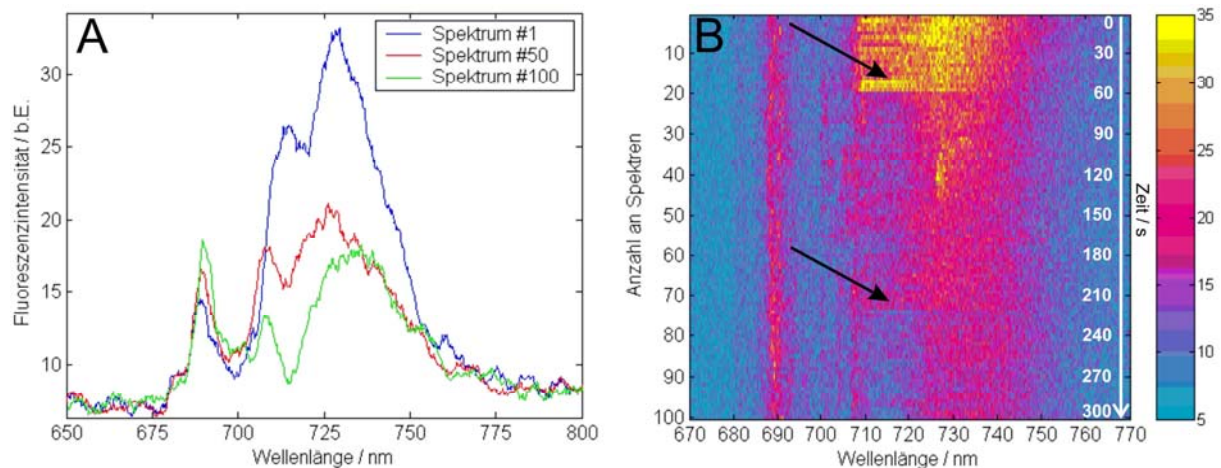 A
Spektrum #1
Spektrum #50
Spektrum #100
Fluoreszenzintensität / b.E.
30
25
20
15
10
650 675 700 725 750 775 800
Wellenlänge / nm
B
Anzahl an Spektren
10
20
30
40
50
60
70
80
90
100
670 680 690 700 710 720 730 740 750 760 770
Wellenlänge / nm
0
30
60
90
120
150
180
210
240
270
300
Zeit / s
35
30
25
20
15
10
5